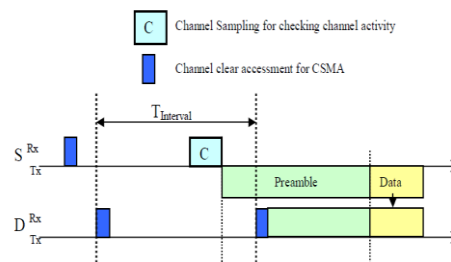 C Channel Sampling for checking channel activity
Channel clear accessment for CSMA
TInterval
S Rx
Tx
C
Preamble
Data
D Rx
Tx